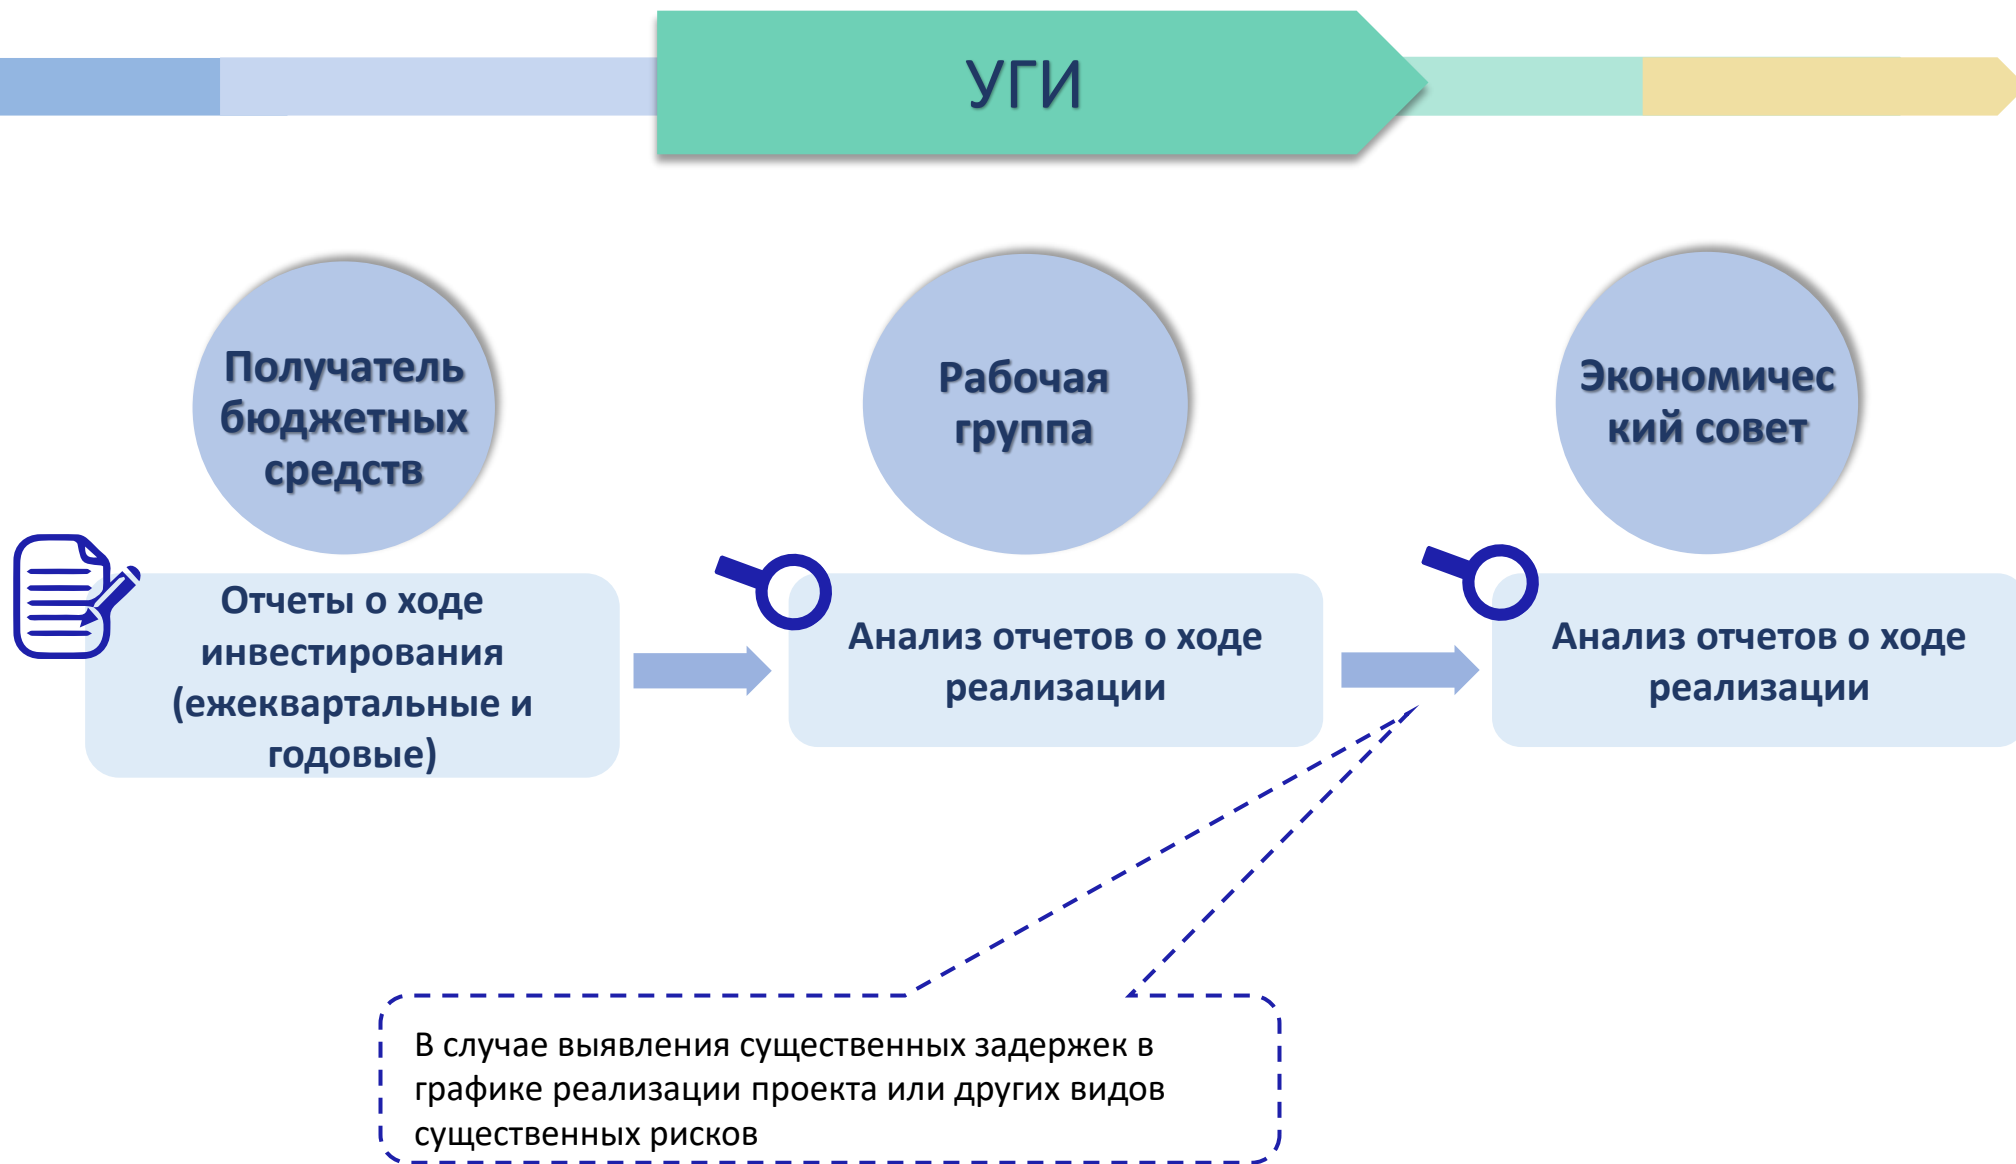 УГИ
Получатель
бюджетных
средств
Рабочая
группа
Экономичес
кий совет
Отчеты о ходе
инвестирования
(ежеквартальные и
годовые)
Анализ отчетов о ходе
реализации
Анализ отчетов о ходе
реализации
В случае выявления существенных задержек в
графике реализации проекта или других видов
существенных рисков